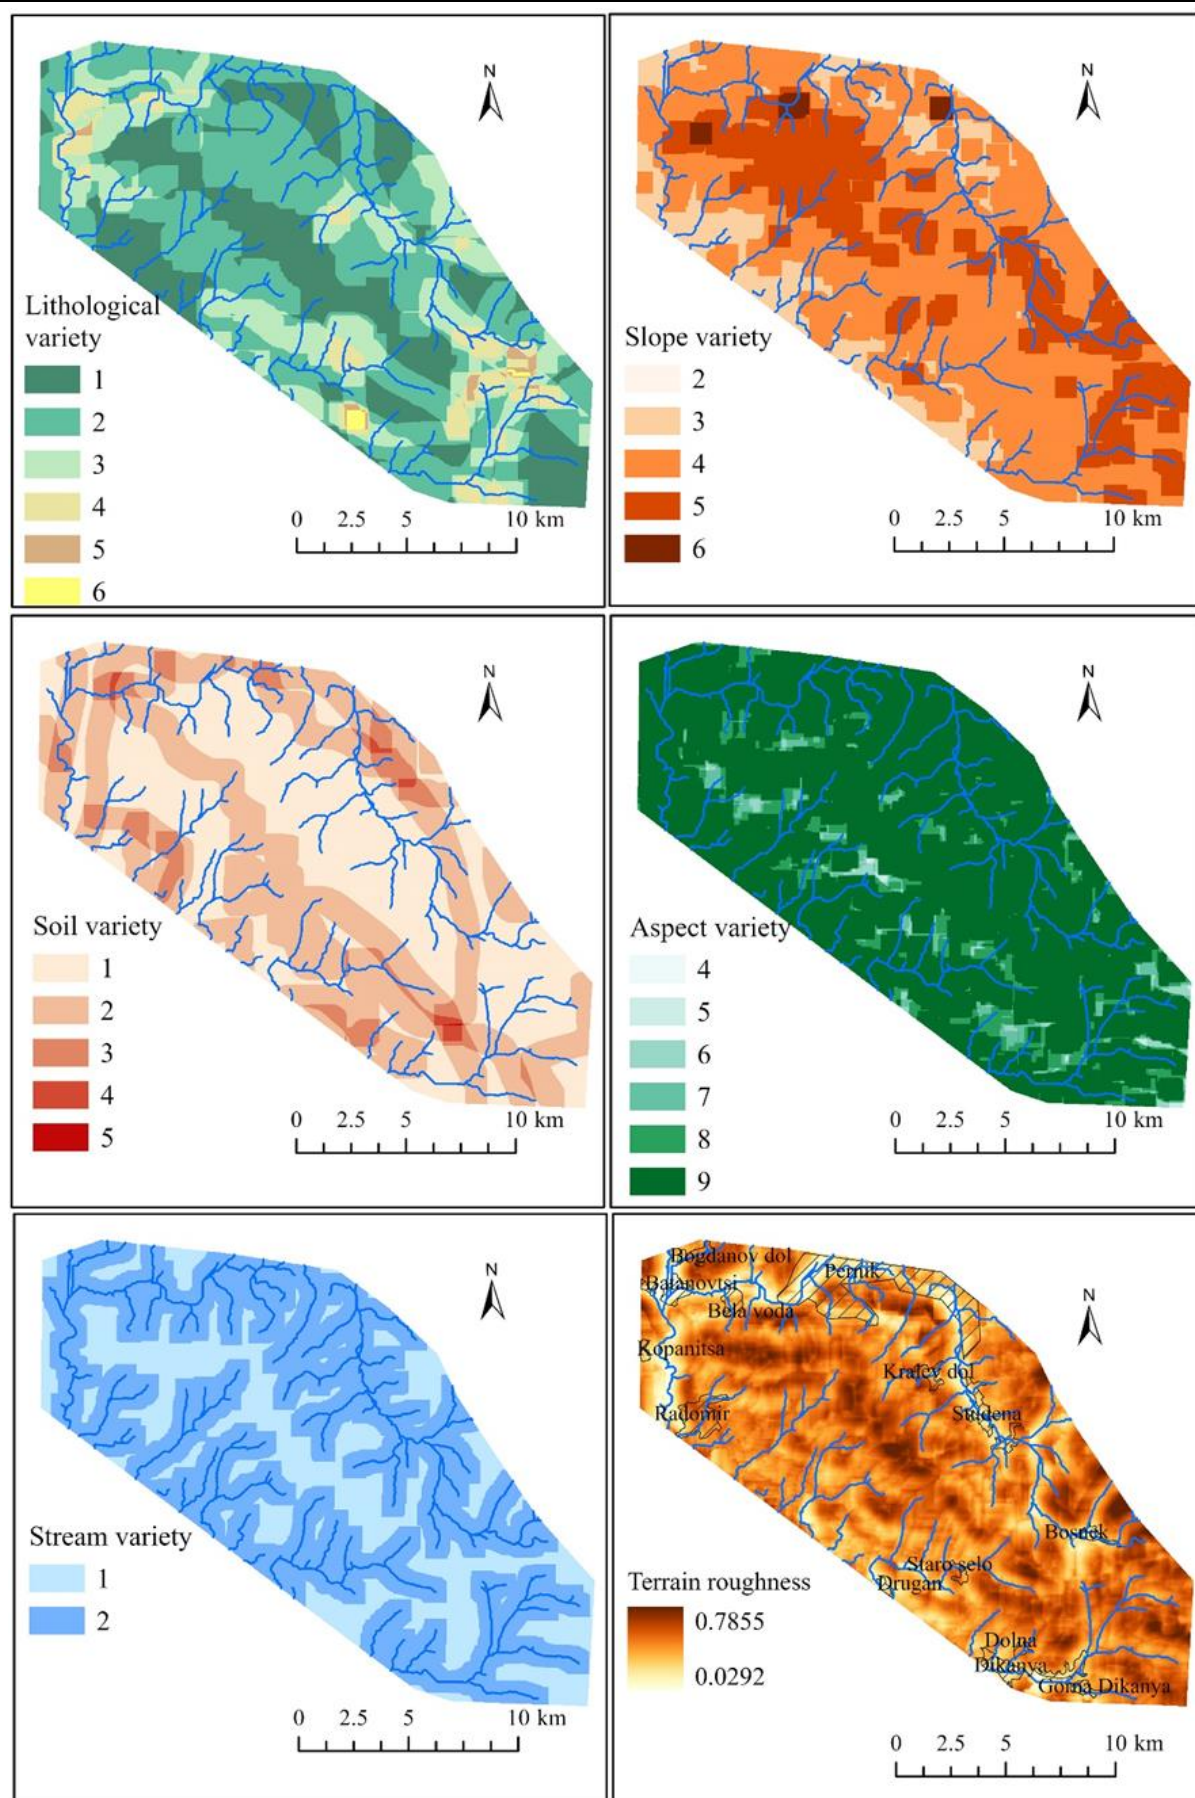 N
Lithological
variety
1
2
3
4
5
6
0 2.5 5 10 km
N
Slope variety
2
3
4
5
6
0 2.5 5 10 km
N
Soil variety
1
2
3
4
5
0 2.5 5 10 km
N
Aspect variety
4
5
6
7
8
9
0 2.5 5 10 km
N
Stream variety
1
2
0 2.5 5 10 km
Bogdanov dol
Pernik
Balanovtsi
Bela voda
N
Kopanitsa
Kralev dol
Radomir
Studena
Bosnek
Staro selo
Drugan
Terrain roughness
0.7855
0.0292
Dolna
Dikanya
Gorna Dikanya
0 2.5 5 10 km